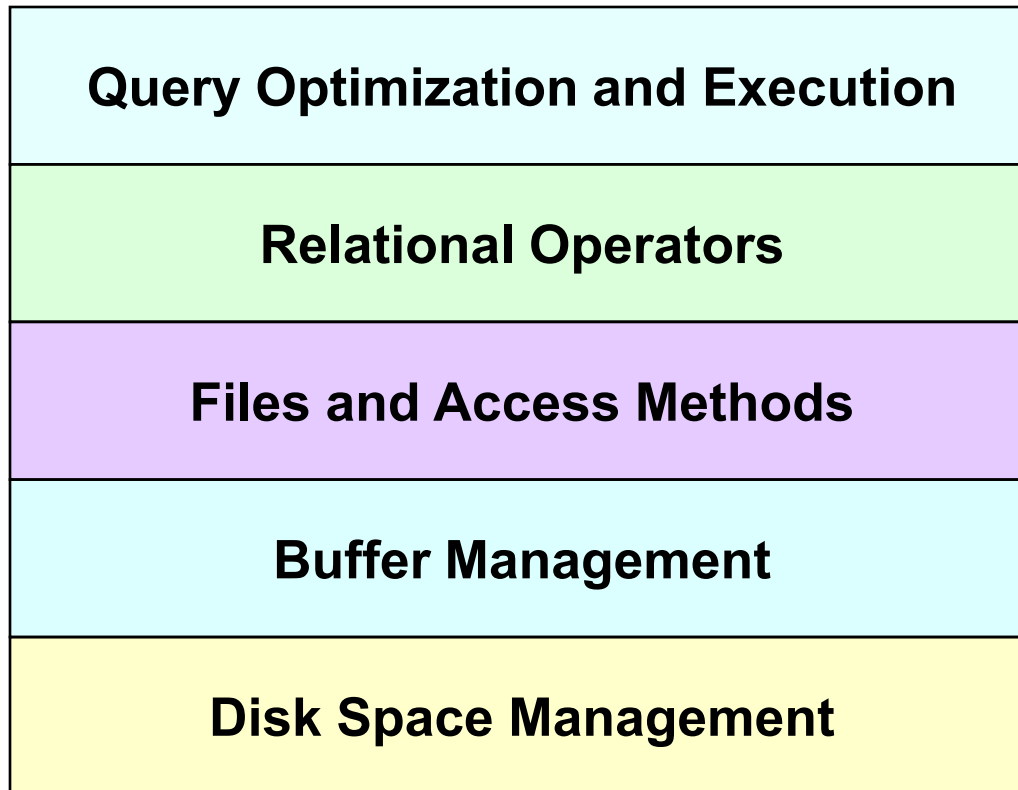 Query Optimization and Execution
Relational Operators
Files and Access Methods
Buffer Management
Disk Space Management